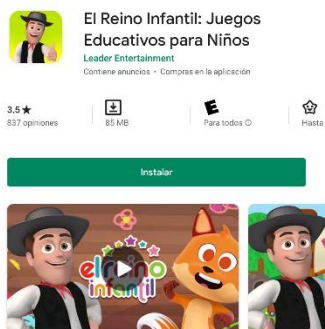 El Reino Infantil: Juegos
Educativos para Niños
Leader Entertainment
Contiene anuncios • Compras en la aplicación
3,5★
837 opiniones
85 MB
E
Para todos
Hasta
Instalar
el reino
infantil